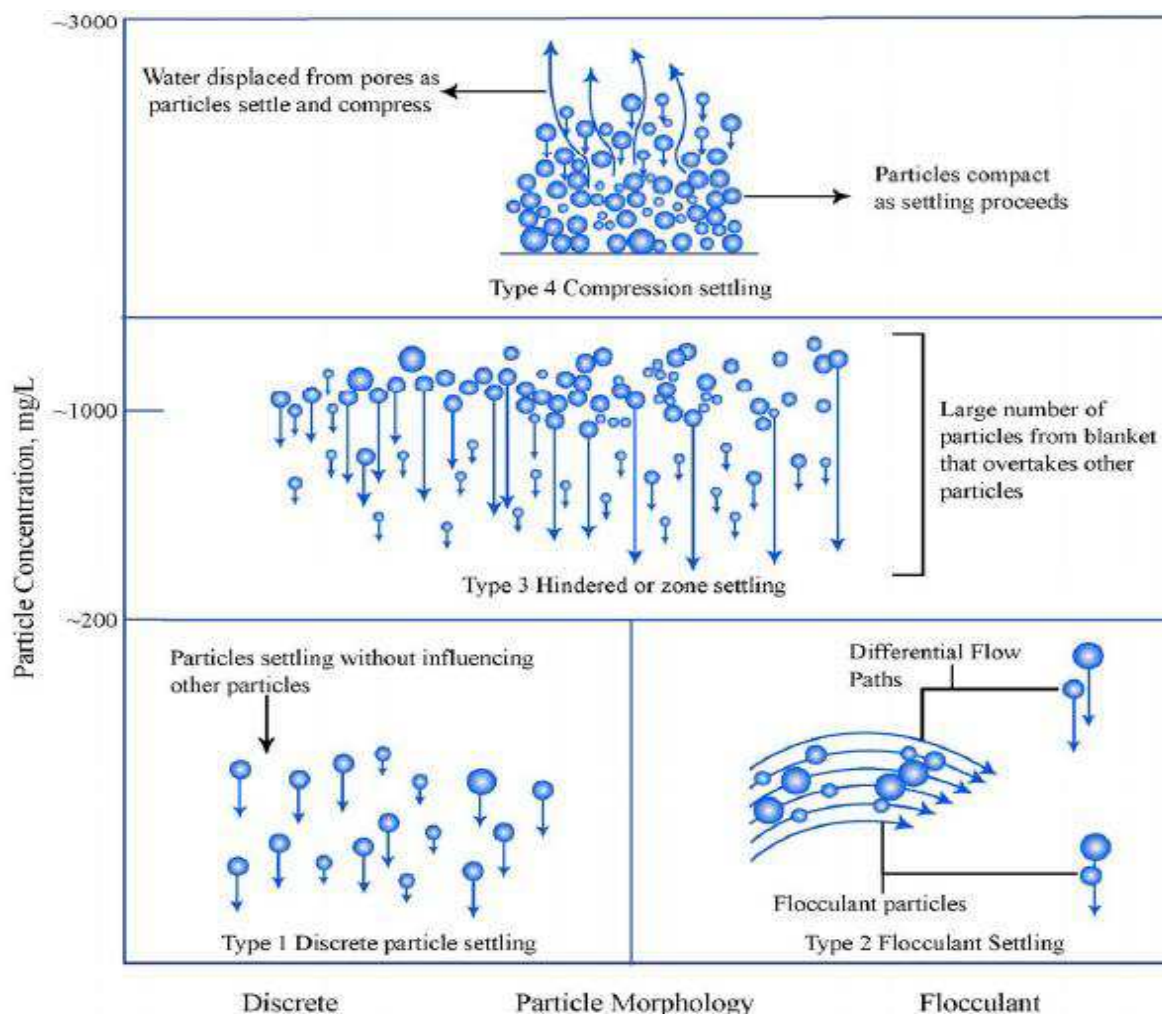 ~3000
Water displaced from pores as
particles settle and compress
Particles compact
as settling proceeds
Type 4 Compression settling
Particle Concentration, mg/L
~1000
Large number of
particles from blanket
that overtakes other
particles
Type 3 Hindered or zone settling
~200
Particles settling without influencing
other particles
Type 1 Discrete particle settling
Differential Flow
Paths
Flocculant particles
Type 2 Flocculant Settling
Discrete
Particle Morphology
Flocculant